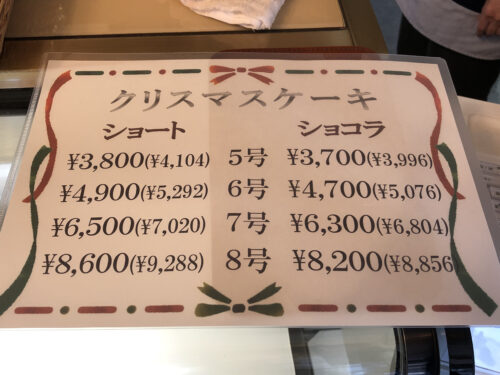 クリスマスケーキ
ショート ショコラ
¥3,800(¥4,104) 5号 ¥3,700(¥3,996)
¥4,900(¥5,292) 6号 ¥4,700(¥5,076)
¥6,500(¥7,020) 7号 ¥6,300(¥6,804)
¥8,600(¥9,288) 8号 ¥8,200(¥8,856